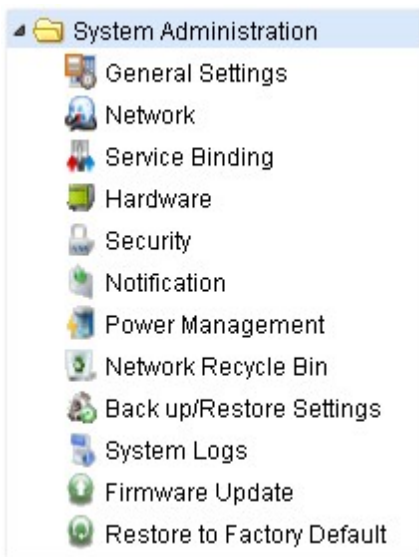 System Administration
General Settings
Network
Service Binding
Hardware
Security
Notification
Power Management
Network Recycle Bin
Back up/Restore Settings
System Logs
Firmware Update
Restore to Factory Default